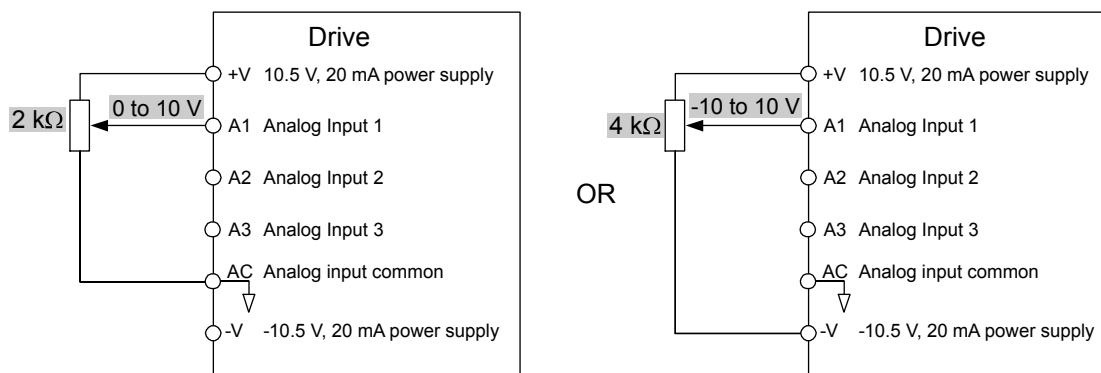 Drive
+V 10.5 V, 20 mA power supply
2 kΩ
0 to 10 V
A1 Analog Input 1
A2 Analog Input 2
A3 Analog Input 3
AC Analog input common
-V -10.5 V, 20 mA power supply
OR
Drive
+V 10.5 V, 20 mA power supply
4 kΩ
-10 to 10 V
A1 Analog Input 1
A2 Analog Input 2
A3 Analog Input 3
AC Analog input common
-V -10.5 V, 20 mA power supply